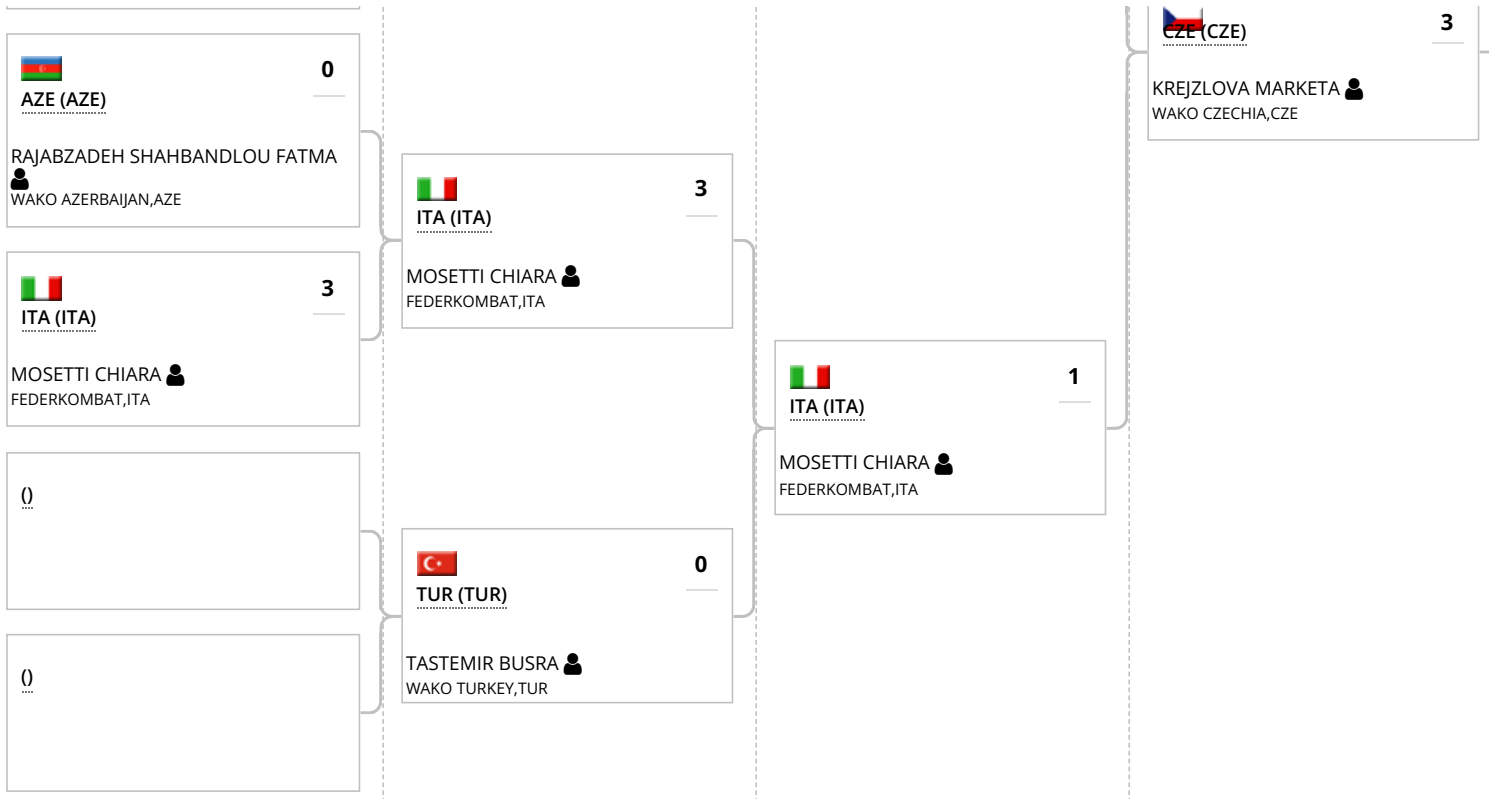 0
AZE (AZE)
RAJABZADEH SHAHBANDLOU FATMA
WAKO AZERBAIJAN,AZE
3
ITA (ITA)
MOSETTI CHIARA
FEDERKOMBAT,ITA
()
()
3
ITA (ITA)
MOSETTI CHIARA
FEDERKOMBAT,ITA
0
TUR (TUR)
TASTEMIR BUSRA
WAKO TURKEY,TUR
1
ITA (ITA)
MOSETTI CHIARA
FEDERKOMBAT,ITA
3
CZE (CZE)
KREJZLOVA MARKETA
WAKO CZECHIA,CZE